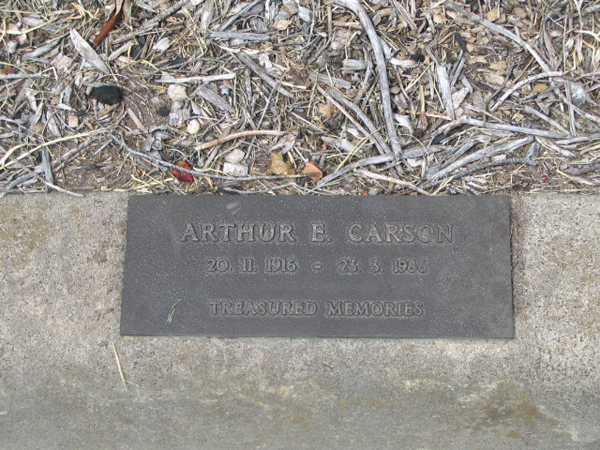 ARTHUR E. CARSON
20. 11. 1916 - 23. 3. 1986
TREASURED MEMORIES